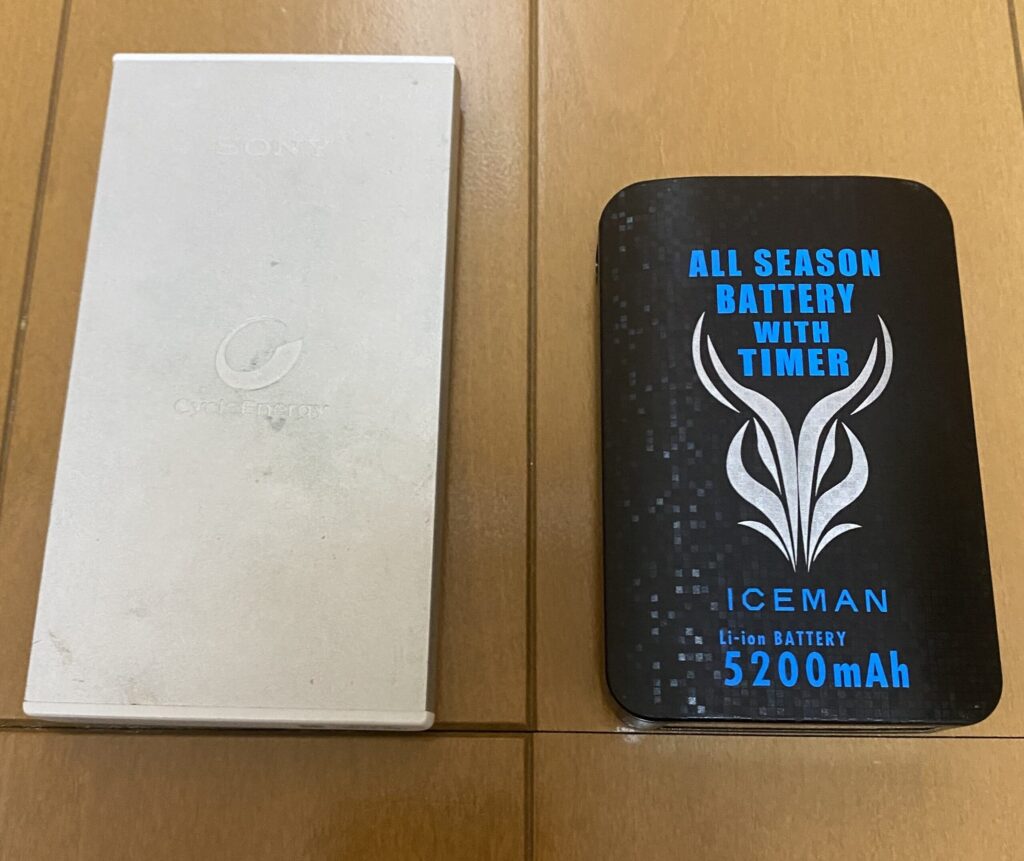 SONY
CycleEnergy
ALL SEASON
BATTERY
WITH
TIMER
ICEMAN
Li-ion BATTERY
5200mAh